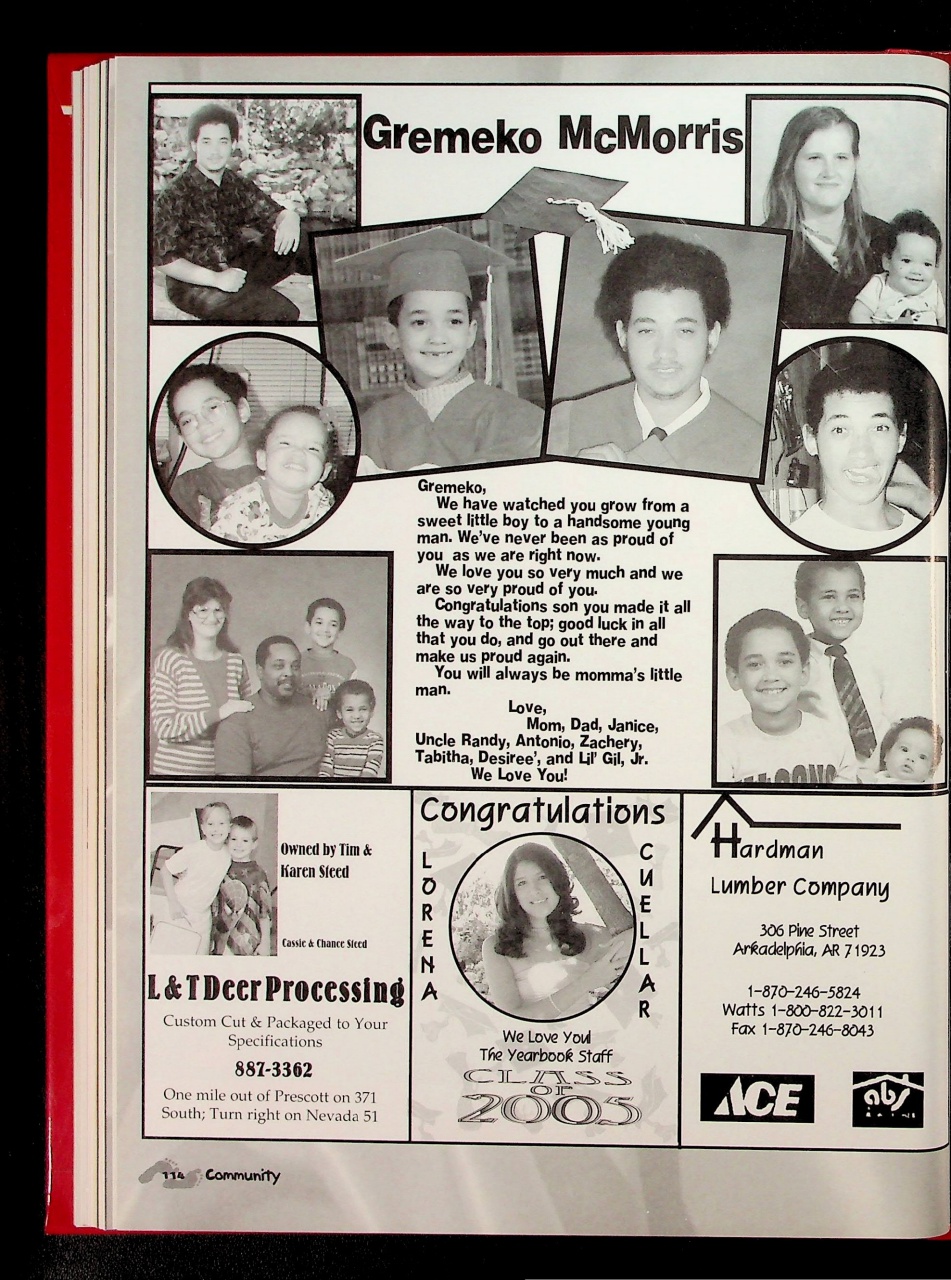 Gremeko McMorris
Gremeko,
We have watched you grow from a
sweet little boy to a handsome young
man. We've never been as proud of
you as we are right now.
We love you so very much and we
are so very proud of you.
Congratulations son you made it all
the way to the top; good luck in all
that you do, and go out there and
make us proud again.
You will always be momma's little
man.
Love,
Mom, Dad, Janice,
Uncle Randy, Antonio, Zachery,
Tabitha, Desiree', and Lil' Gil, Jr.
We Love You!
Owned by Tim &
Karen Steed
Cassie & Chance Steed
L & T Deer Processing
Custom Cut & Packaged to Your
Specifications
887-3362
One mile out of Prescott on 371
South; Turn right on Nevada 51
Congratulations
LORENA
CUELLAR
We Love You!
The Yearbook Staff
CLASS
OF
2005
Hardman
Lumber Company
306 Pine Street
Arkadelphia, AR 71923
1-870-246-5824
Watts 1-800-822-3011
Fax 1-870-246-8043
ACE
abs
114 Community